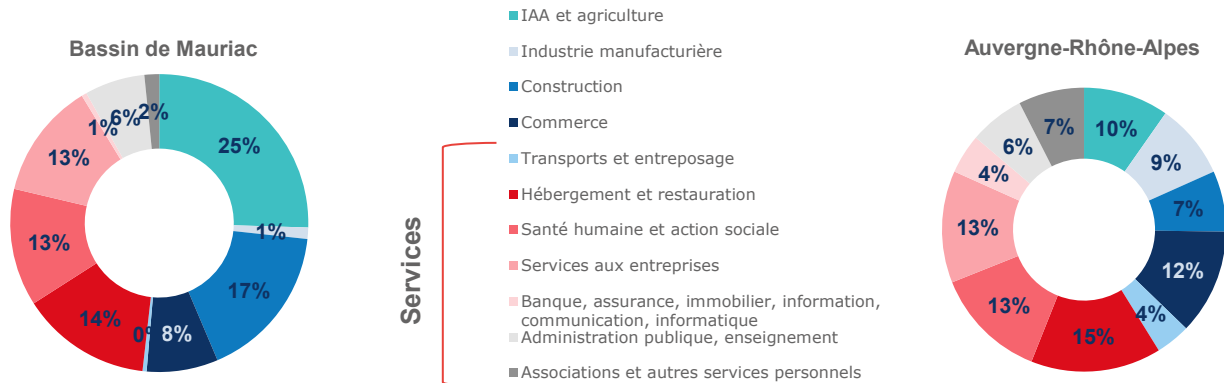 Bassin de Mauriac
25%
1%
17%
8%
0%
14%
13%
13%
1%
6%
2%
IAA et agriculture
Industrie manufacturière
Construction
Commerce
Services
Transports et entreposage
Hébergement et restauration
Santé humaine et action sociale
Services aux entreprises
Banque, assurance, immobilier, information,
communication, informatique
Administration publique, enseignement
Associations et autres services personnels
Auvergne-Rhône-Alpes
10%
9%
7%
12%
4%
15%
13%
13%
4%
6%
7%